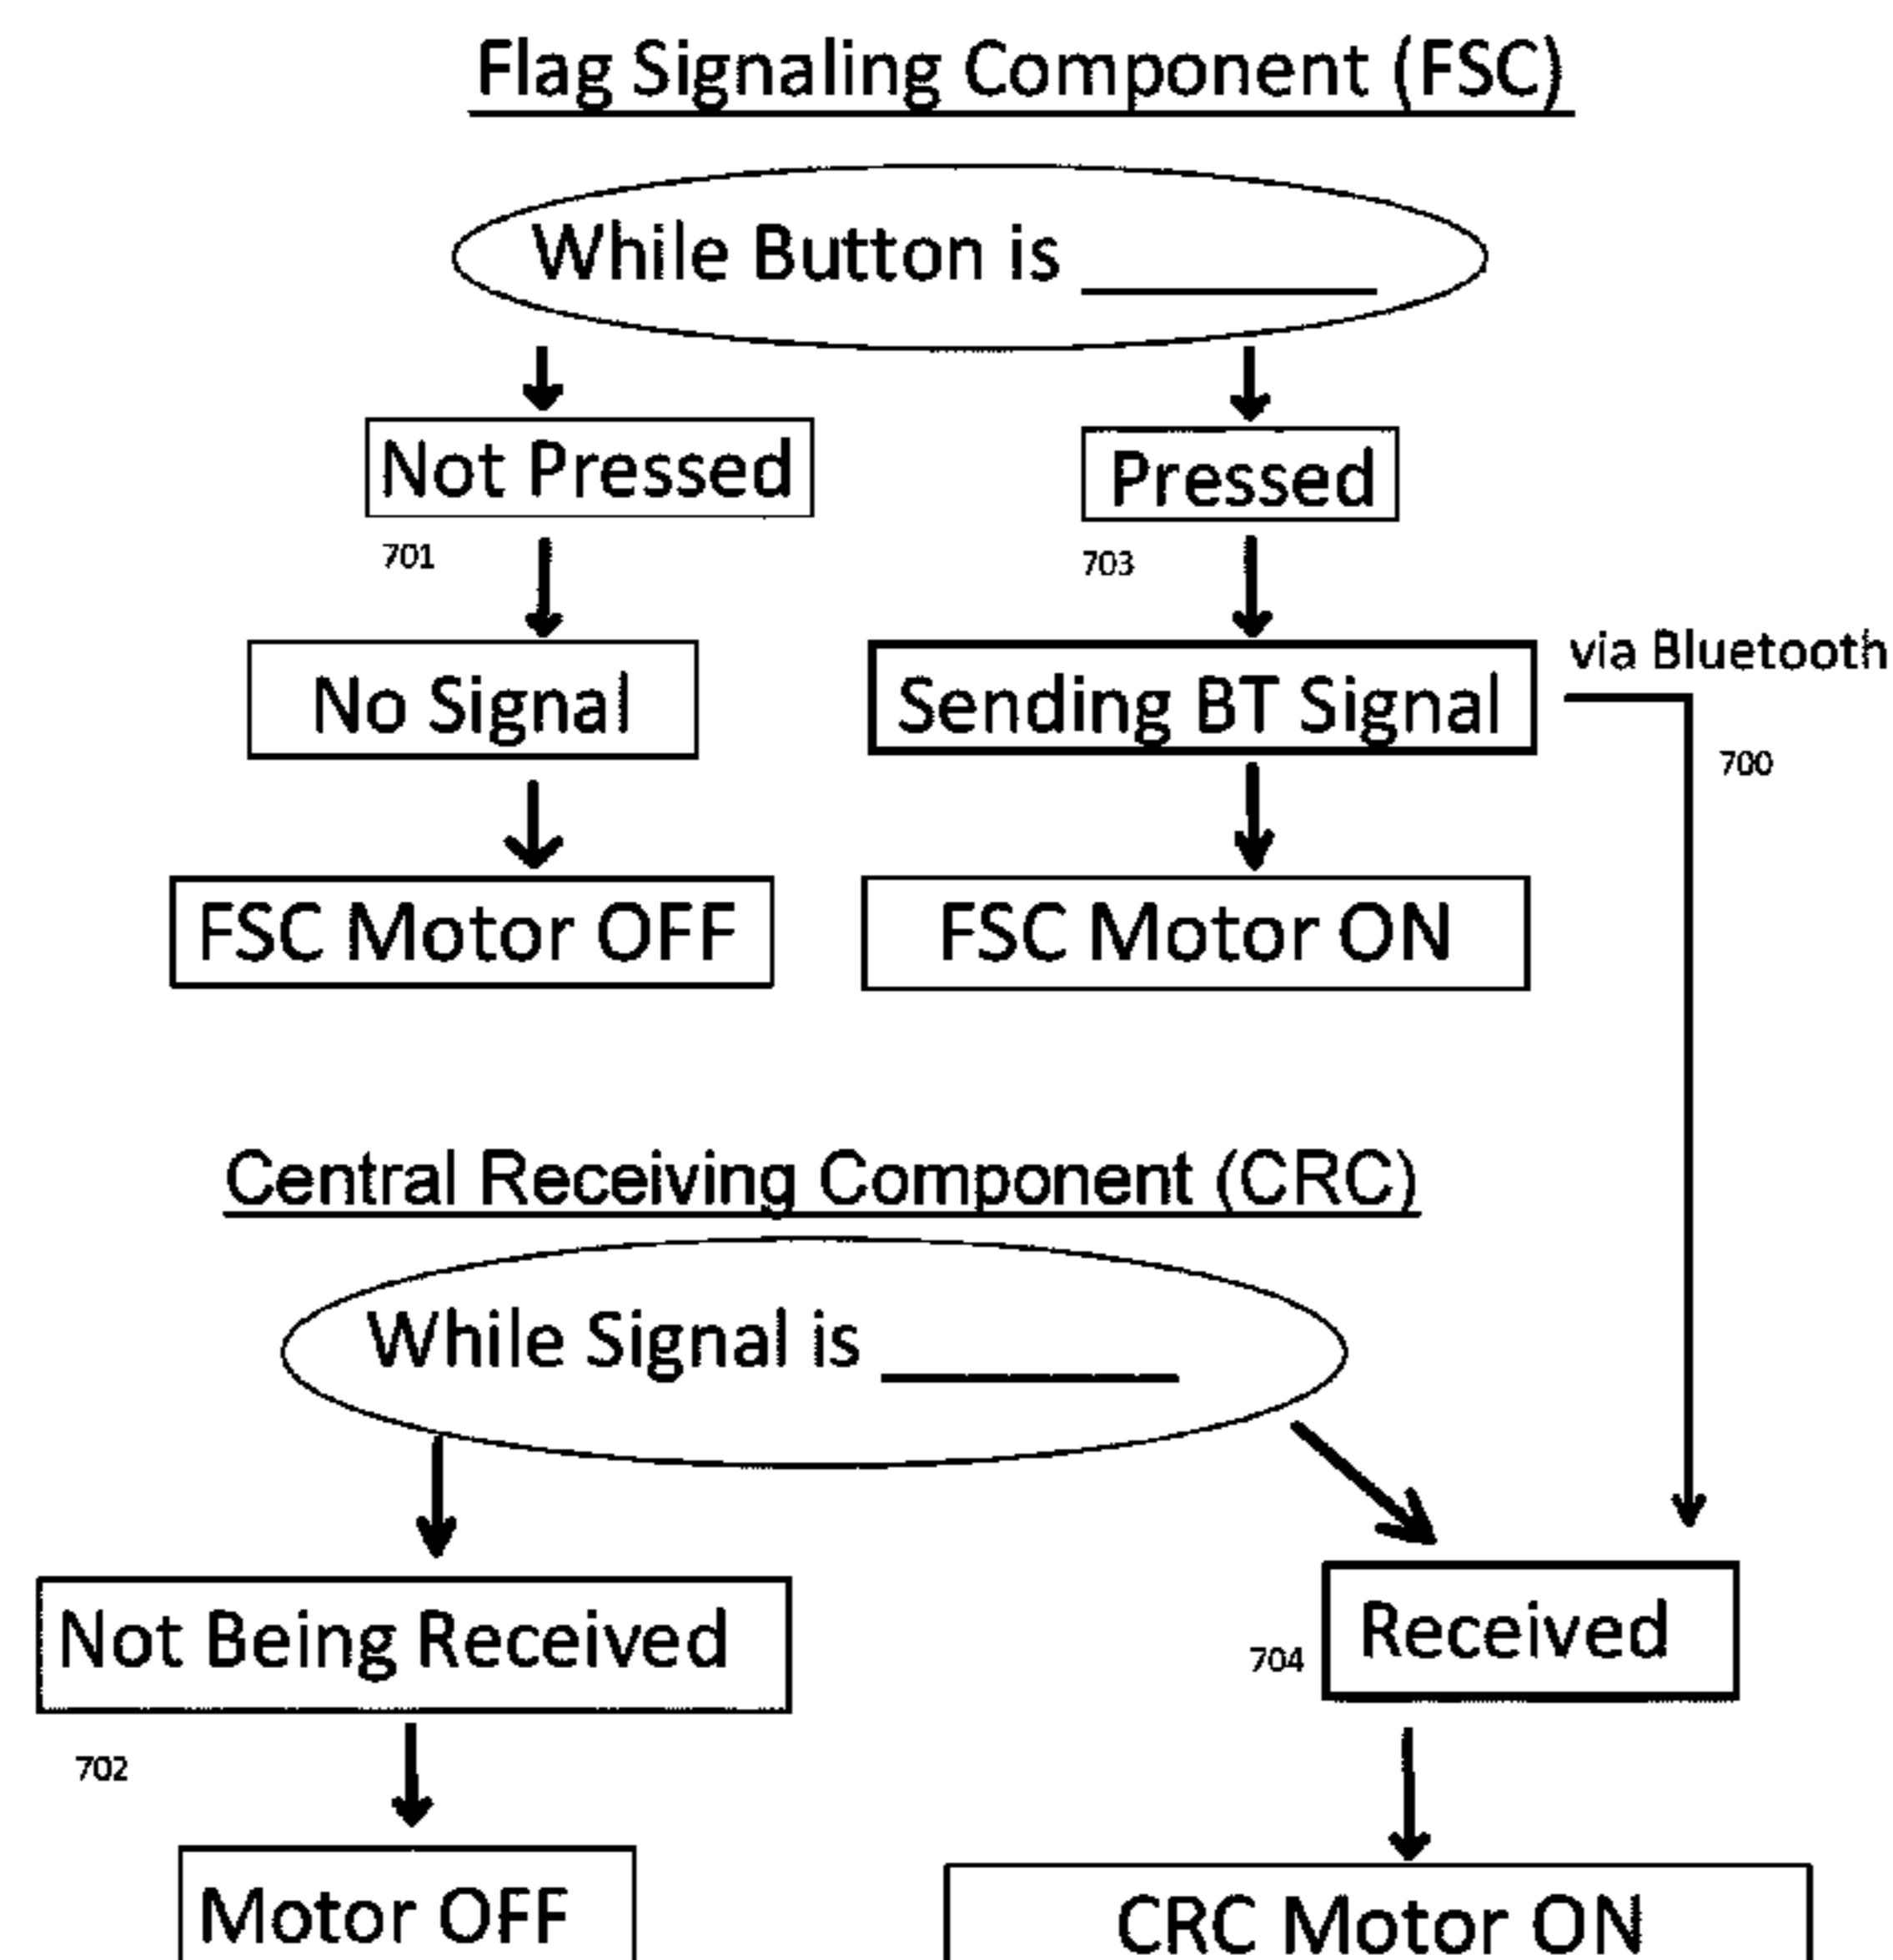 Flag Signaling Component (FSC)
While Button is
Not Pressed
Pressed
701
703
No Signal
Sending BT Signal
via Bluetooth
700
FSC Motor OFF
FSC Motor ON
Central Receiving Component (CRC)
While Signal is
Not Being Received
704
Received
702
Motor OFF
CRC Motor ON